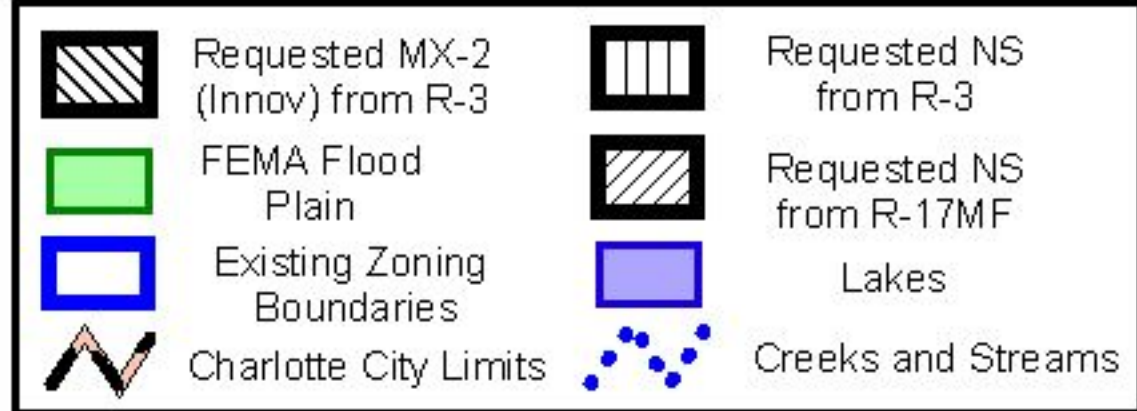 Requested MX-2
(Innov) from R-3
FEMA Flood
Plain
Existing Zoning
Boundaries
Charlotte City Limits
Requested NS
from R-3
Requested NS
from R-17MF
Lakes
Creeks and Streams